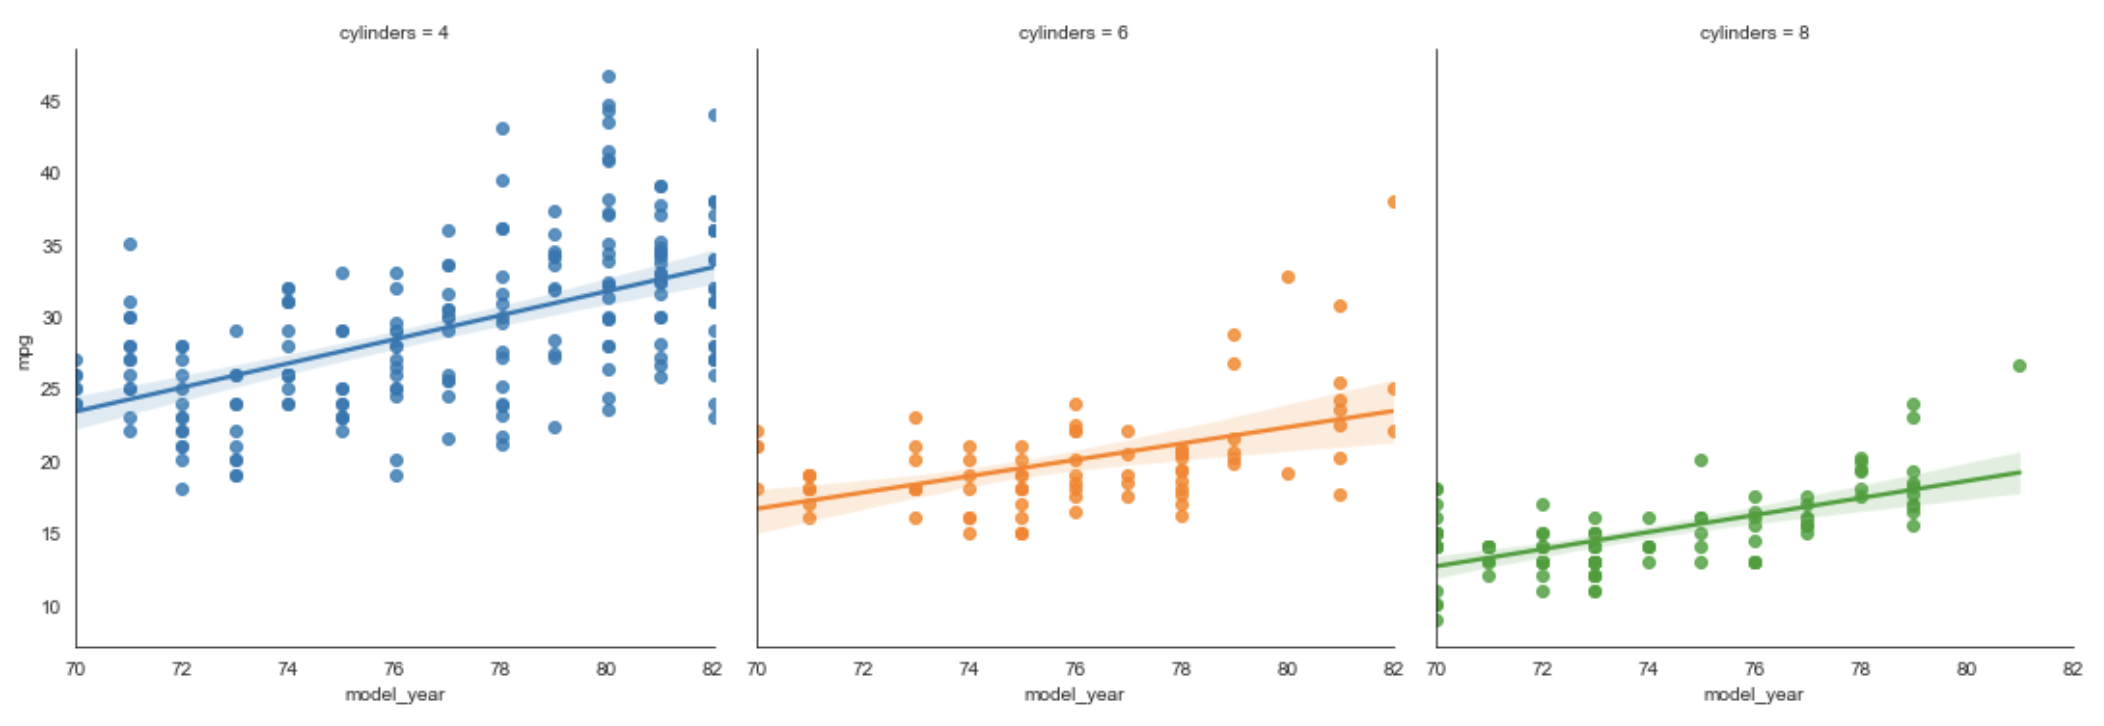 cylinders = 4
cylinders = 6
cylinders = 8
45
40
35
30
25
20
15
10
mpg
70 72 74 76 78 80 82
70 72 74 76 78 80 82
70 72 74 76 78 80 82
model_year
model_year
model_year